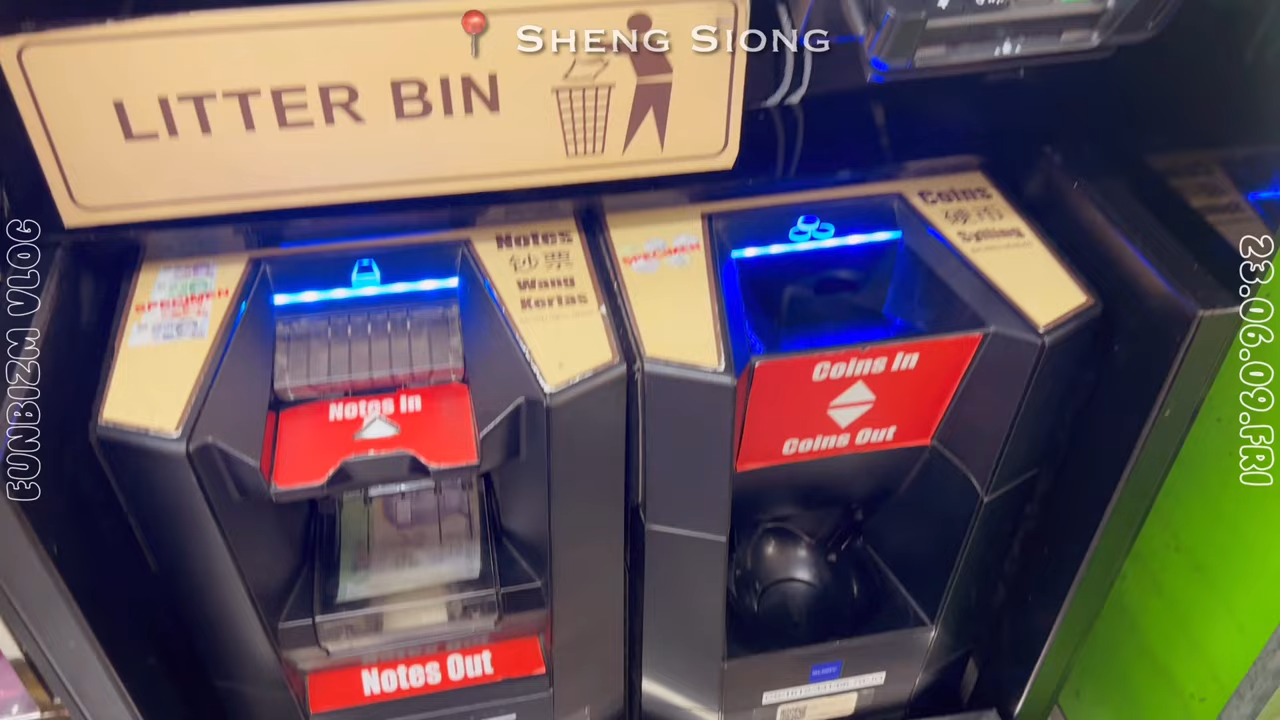 SHENG SIONG
LITTER BIN
EUNBIZM VLOG
23.06.09.FRI
SPECIMEN
Notes
钞票
Wang
Kertas
SPECIMEN
Coins
硬币
Syiling
Notes In
Coins In
Coins Out
Notes Out